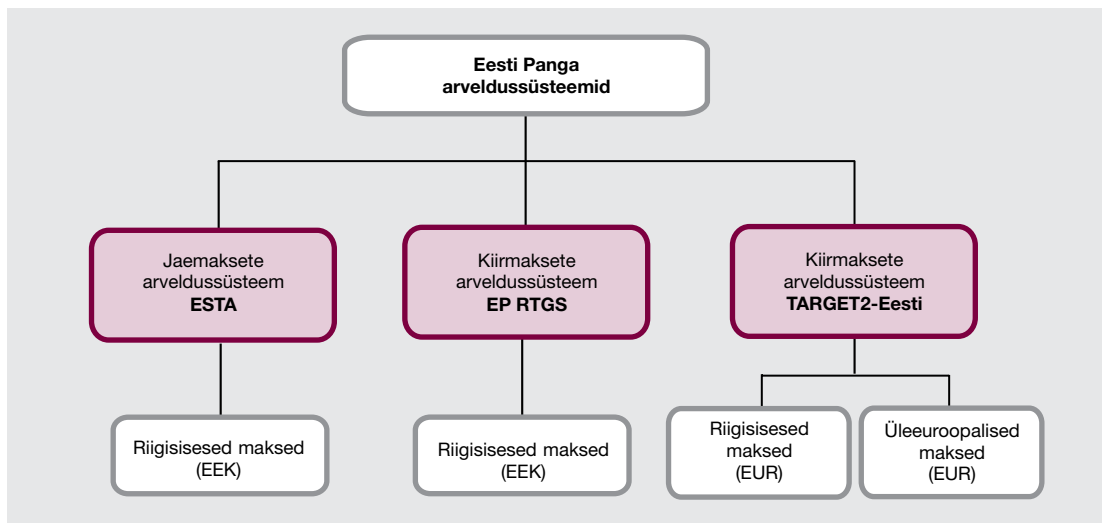 Eesti Panga
arveldussüsteemid
Jaemaksete
arveldussüsteem
ESTA
Kiirmaksete
arveldussüsteem
EP RTGS
Kiirmaksete
arveldussüsteem
TARGET2-Eesti
Riigisisesed maksed
(EEK)
Riigisisesed maksed
(EEK)
Riigisisesed
maksed
(EUR)
Üleeuroopalised
maksed
(EUR)